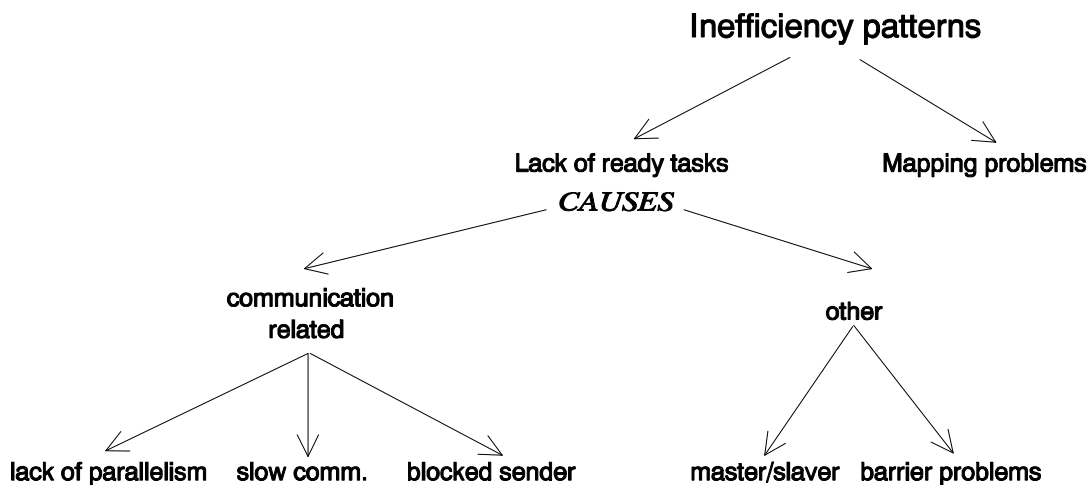 Inefficiency patterns
Lack of ready tasks
Mapping problems
CAUSES
communication
related
other
lack of parallelism
slow comm.
blocked sender
master/slaver
barrier problems